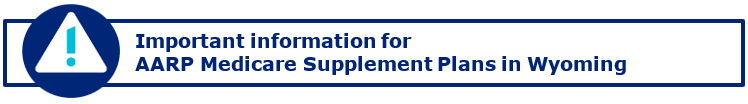 Important information for
AARP Medicare Supplement Plans in Wyoming